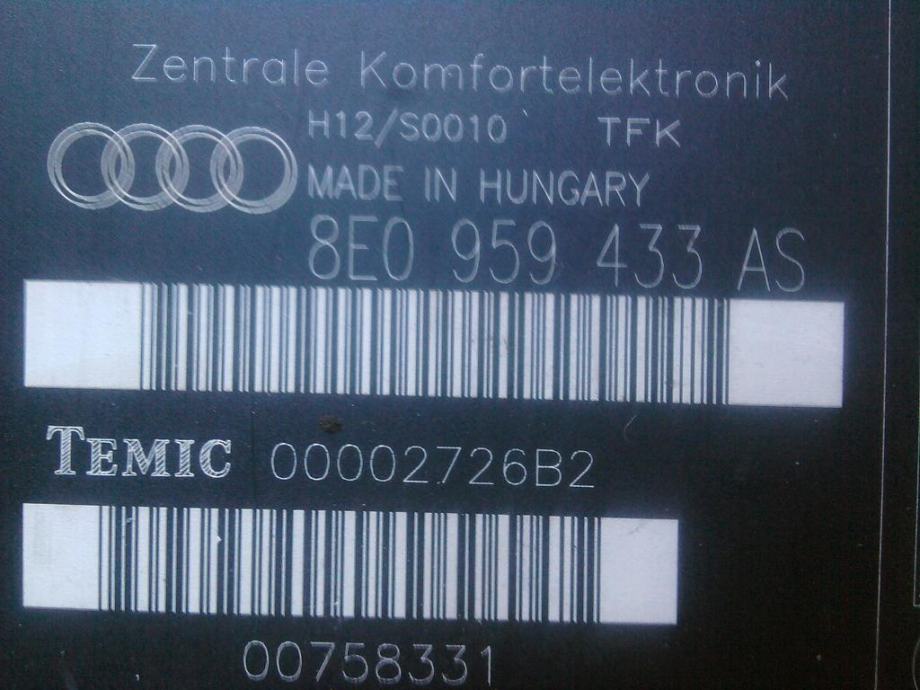 Zentrale Komfortelektronik
H12/S0010 TFK
MADE IN HUNGARY
8E0 959 433 AS
TEMIC 00002726B2
00758331